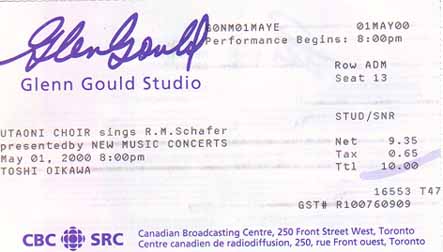 Glen Gould GONM01MAYE 01MAY00
Performance Begins: 8:00pm
Glenn Gould Studio
Row ADM
Seat 13
STUD/SNR
UTAONI CHOIR sings R.M.Schafer
Net 9.35
presentedby NEW MUSIC CONCERTS
Tax 0.65
May 01, 2000 8:00pm
Ttl 10.00
TOSHI OIKAWA
16553 T47
GST# R100760909
CBC SRC
Canadian Broadcasting Centre, 250 Front Street West, Toronto
Centre canadien de radiodiffusion, 250, rue Front ouest, Toronto